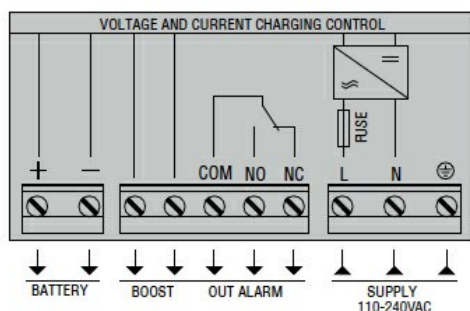 VOLTAGE AND CURRENT CHARGING CONTROL
FUSE
+ − COM NO NC L N
BATTERY BOOST OUT ALARM SUPPLY
110-240VAC